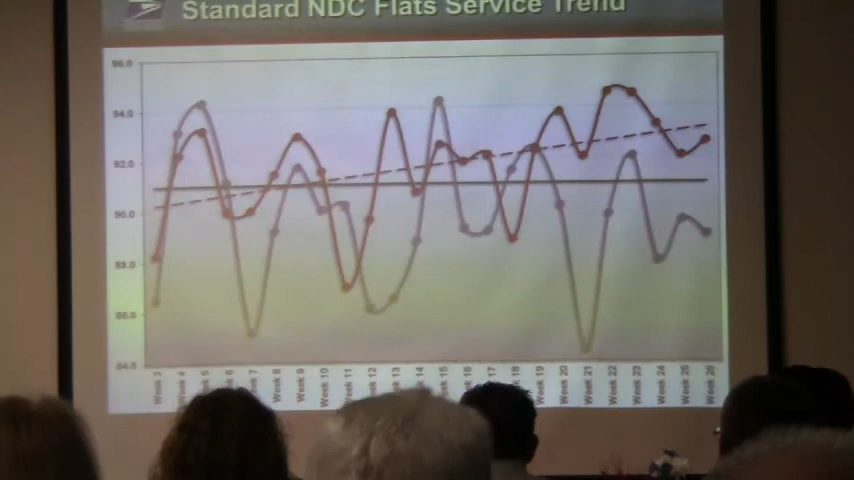 Standard NDC Flats Service Trend
96.0
94.0
92.0
90.0
88.0
86.0
84.0
Week 3
Week 4
Week 5
Week 6
Week 7
Week 8
Week 9
Week 10
Week 11
Week 12
Week 13
Week 14
Week 15
Week 16
Week 17
Week 18
Week 19
Week 20
Week 21
Week 22
Week 23
Week 24
Week 25
Week 26